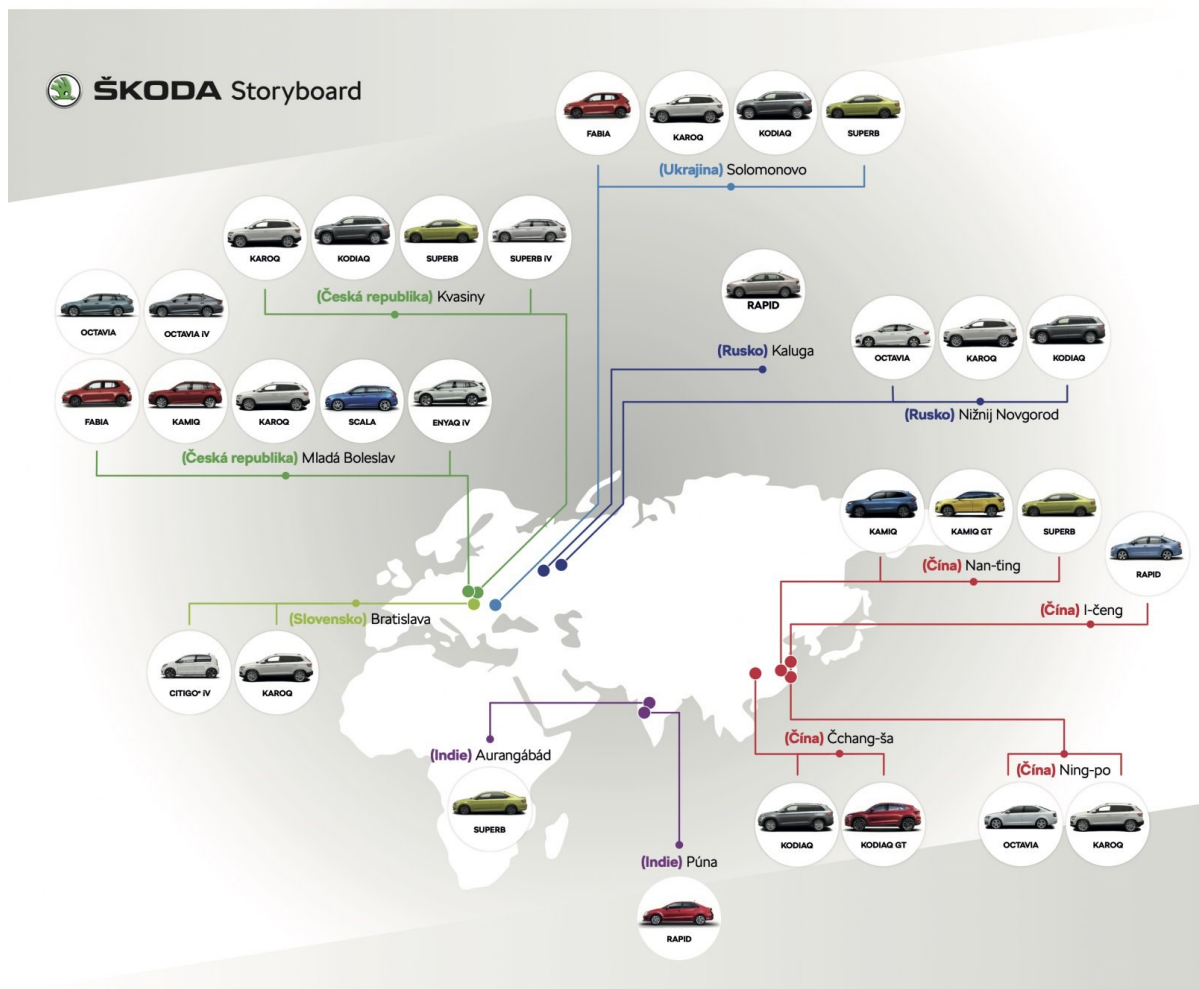 ŠKODA Storyboard
FABIA
KAROQ
KODIAQ
SUPERB
(Ukrajina) Solomonovo
KAROQ
KODIAQ
SUPERB
SUPERB iV
(Česká republika) Kvasiny
RAPID
(Rusko) Kaluga
OCTAVIA
OCTAVIA iV
OCTAVIA
KAROQ
KODIAQ
(Rusko) Nižnij Novgorod
FABIA
KAMIQ
KAROQ
SCALA
ENYAQ iV
(Česká republika) Mladá Boleslav
KAMIQ
KAMIQ GT
SUPERB
(Čína) Nan-ťing
RAPID
(Čína) I-čeng
(Slovensko) Bratislava
CITIGOe iV
KAROQ
(Indie) Aurangábád
SUPERB
(Indie) Púna
RAPID
(Čína) Čchang-ša
KODIAQ
KODIAQ GT
(Čína) Ning-po
OCTAVIA
KAROQ